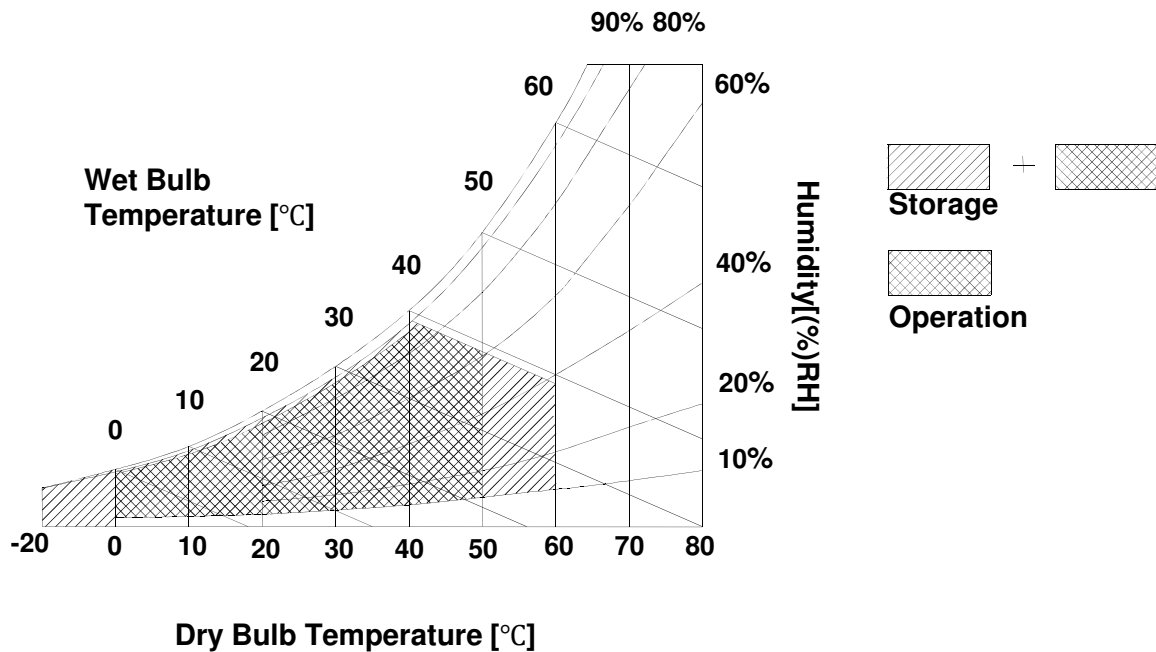 90% 80%
60
60%
Wet Bulb
Temperature [℃]
50
Storage
Humidity[(%)RH]
40
40%
30
Operation
20
20%
10
0
10%
-20 0 10 20 30 40 50 60 70 80
Dry Bulb Temperature [℃]